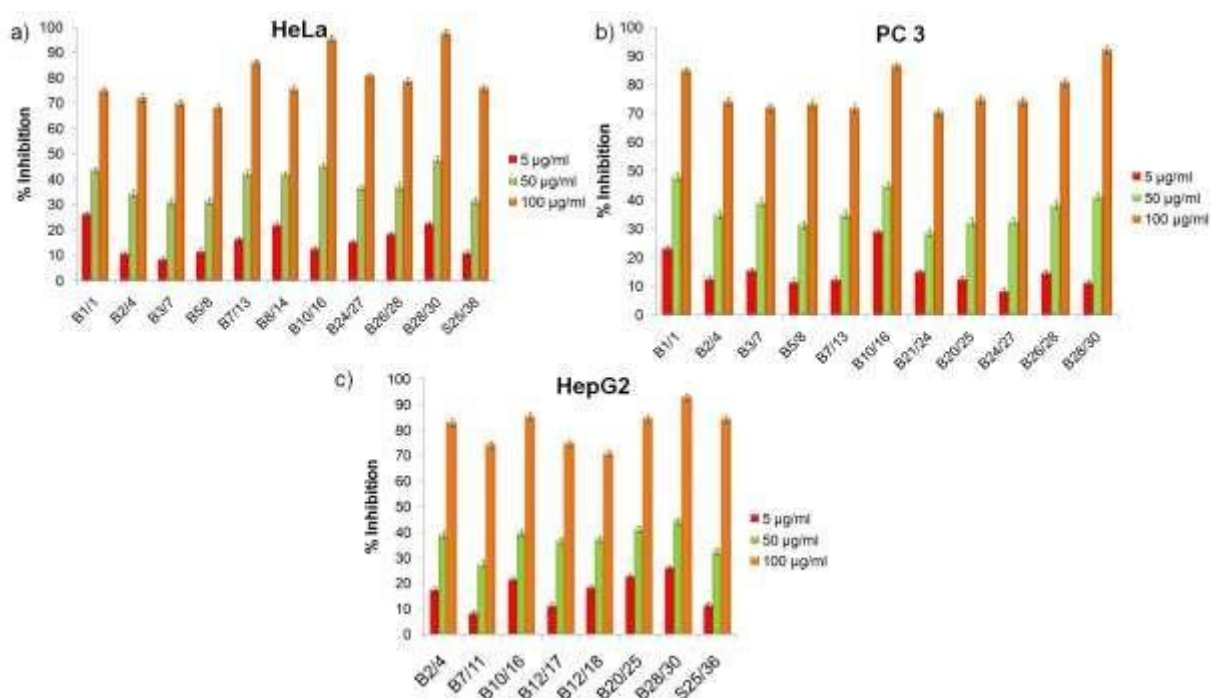 a)
HeLa
% Inhibition
100
90
80
70
60
50
40
30
20
10
0
B1/1
B2/4
B3/7
B5/8
B7/13
B8/14
B10/16
B24/27
B26/28
B28/30
S25/36
5 µg/ml
50 µg/ml
100 µg/ml
b)
PC 3
% Inhibition
100
90
80
70
60
50
40
30
20
10
0
B1/1
B2/4
B3/7
B5/8
B7/13
B10/16
B21/24
B20/25
B24/27
B26/28
B28/30
5 µg/ml
50 µg/ml
100 µg/ml
c)
HepG2
% Inhibition
100
90
80
70
60
50
40
30
20
10
0
B2/4
B7/11
B10/16
B12/17
B12/18
B20/25
B28/30
S25/36
5 µg/ml
50 µg/ml
100 µg/ml